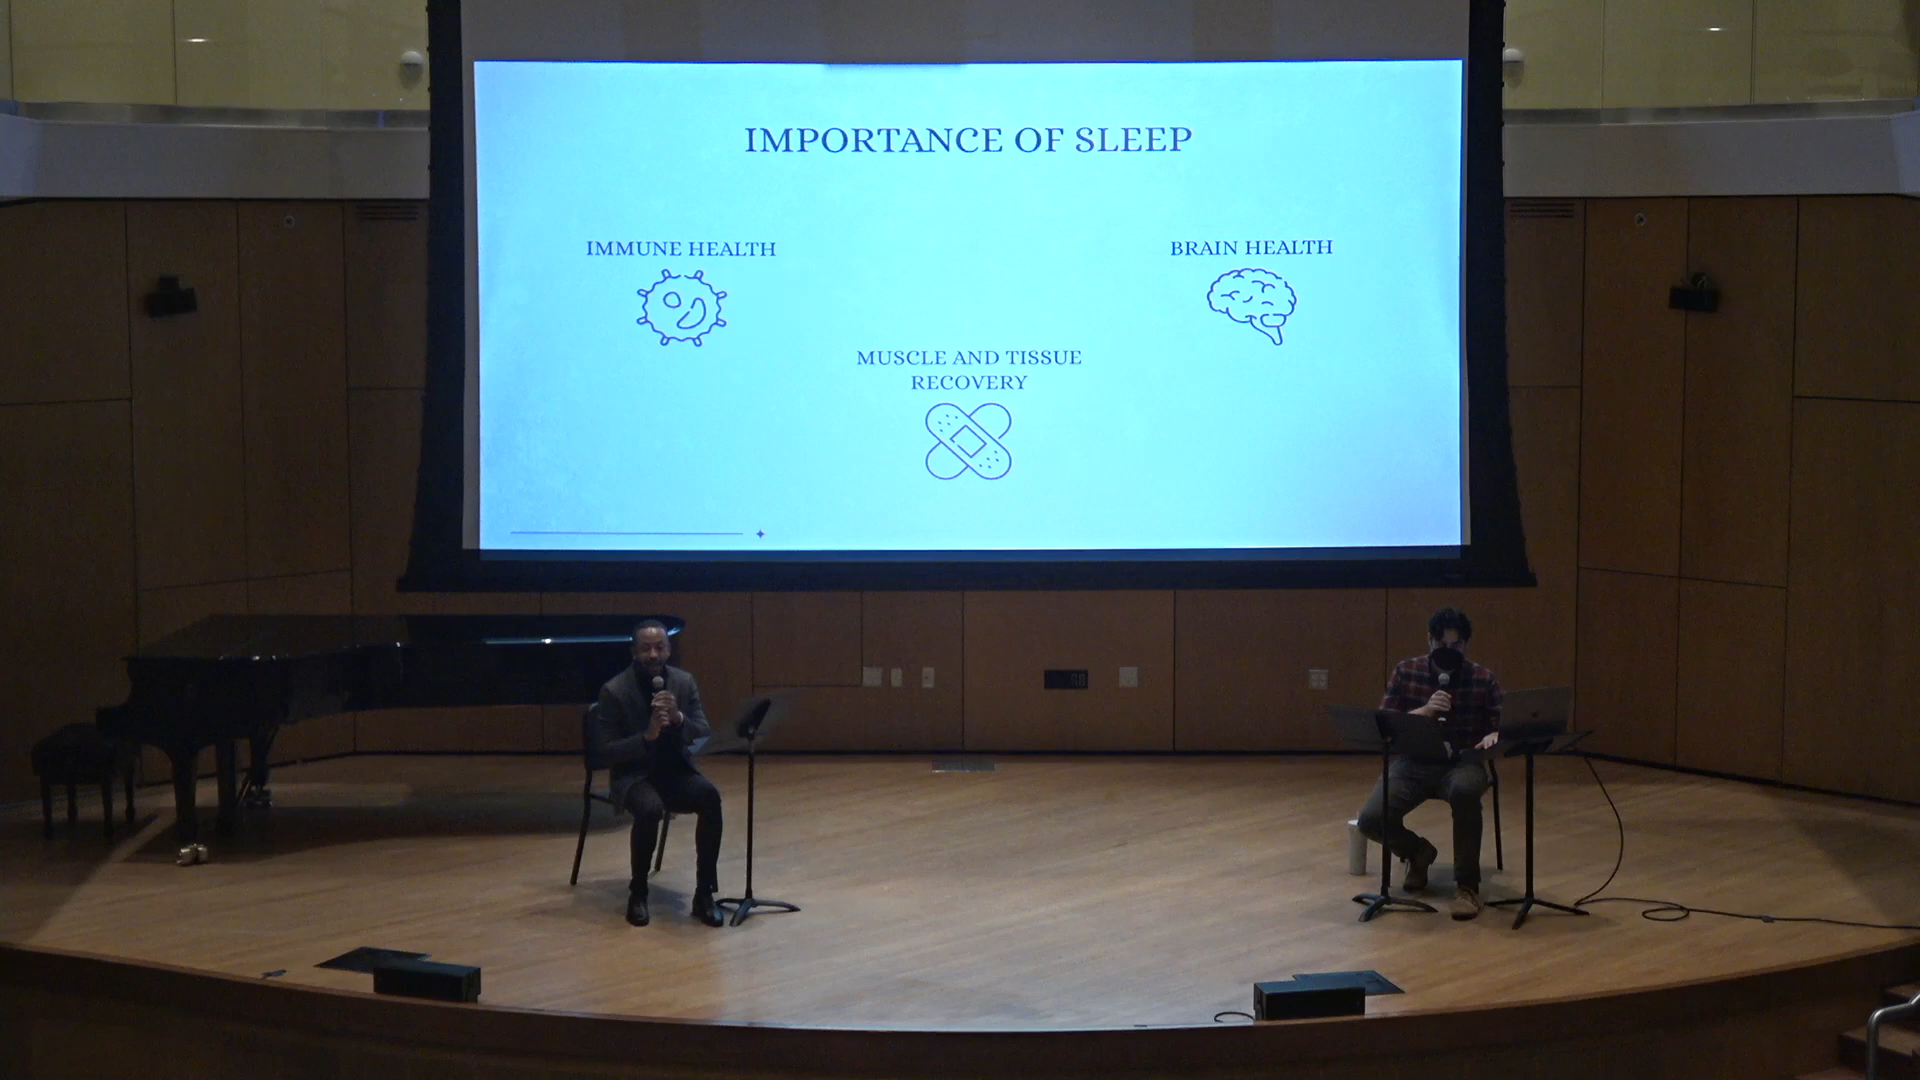 IMPORTANCE OF SLEEP
IMMUNE HEALTH
BRAIN HEALTH
MUSCLE AND TISSUE
RECOVERY